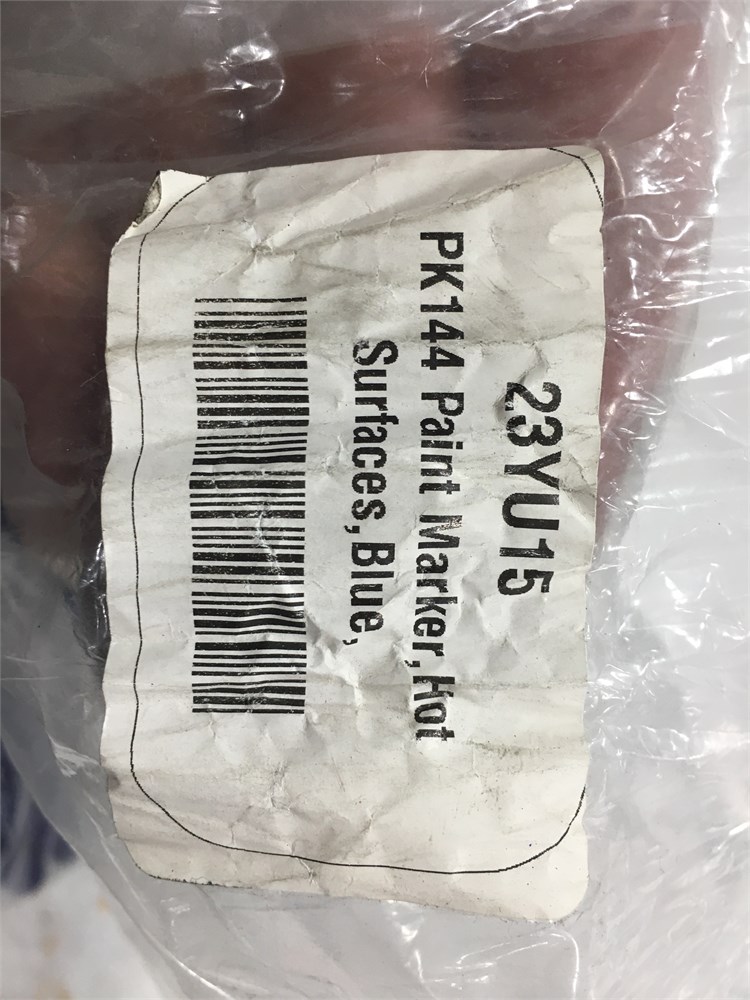 23YU15
PK144 Paint Marker,Hot
Surfaces,Blue,